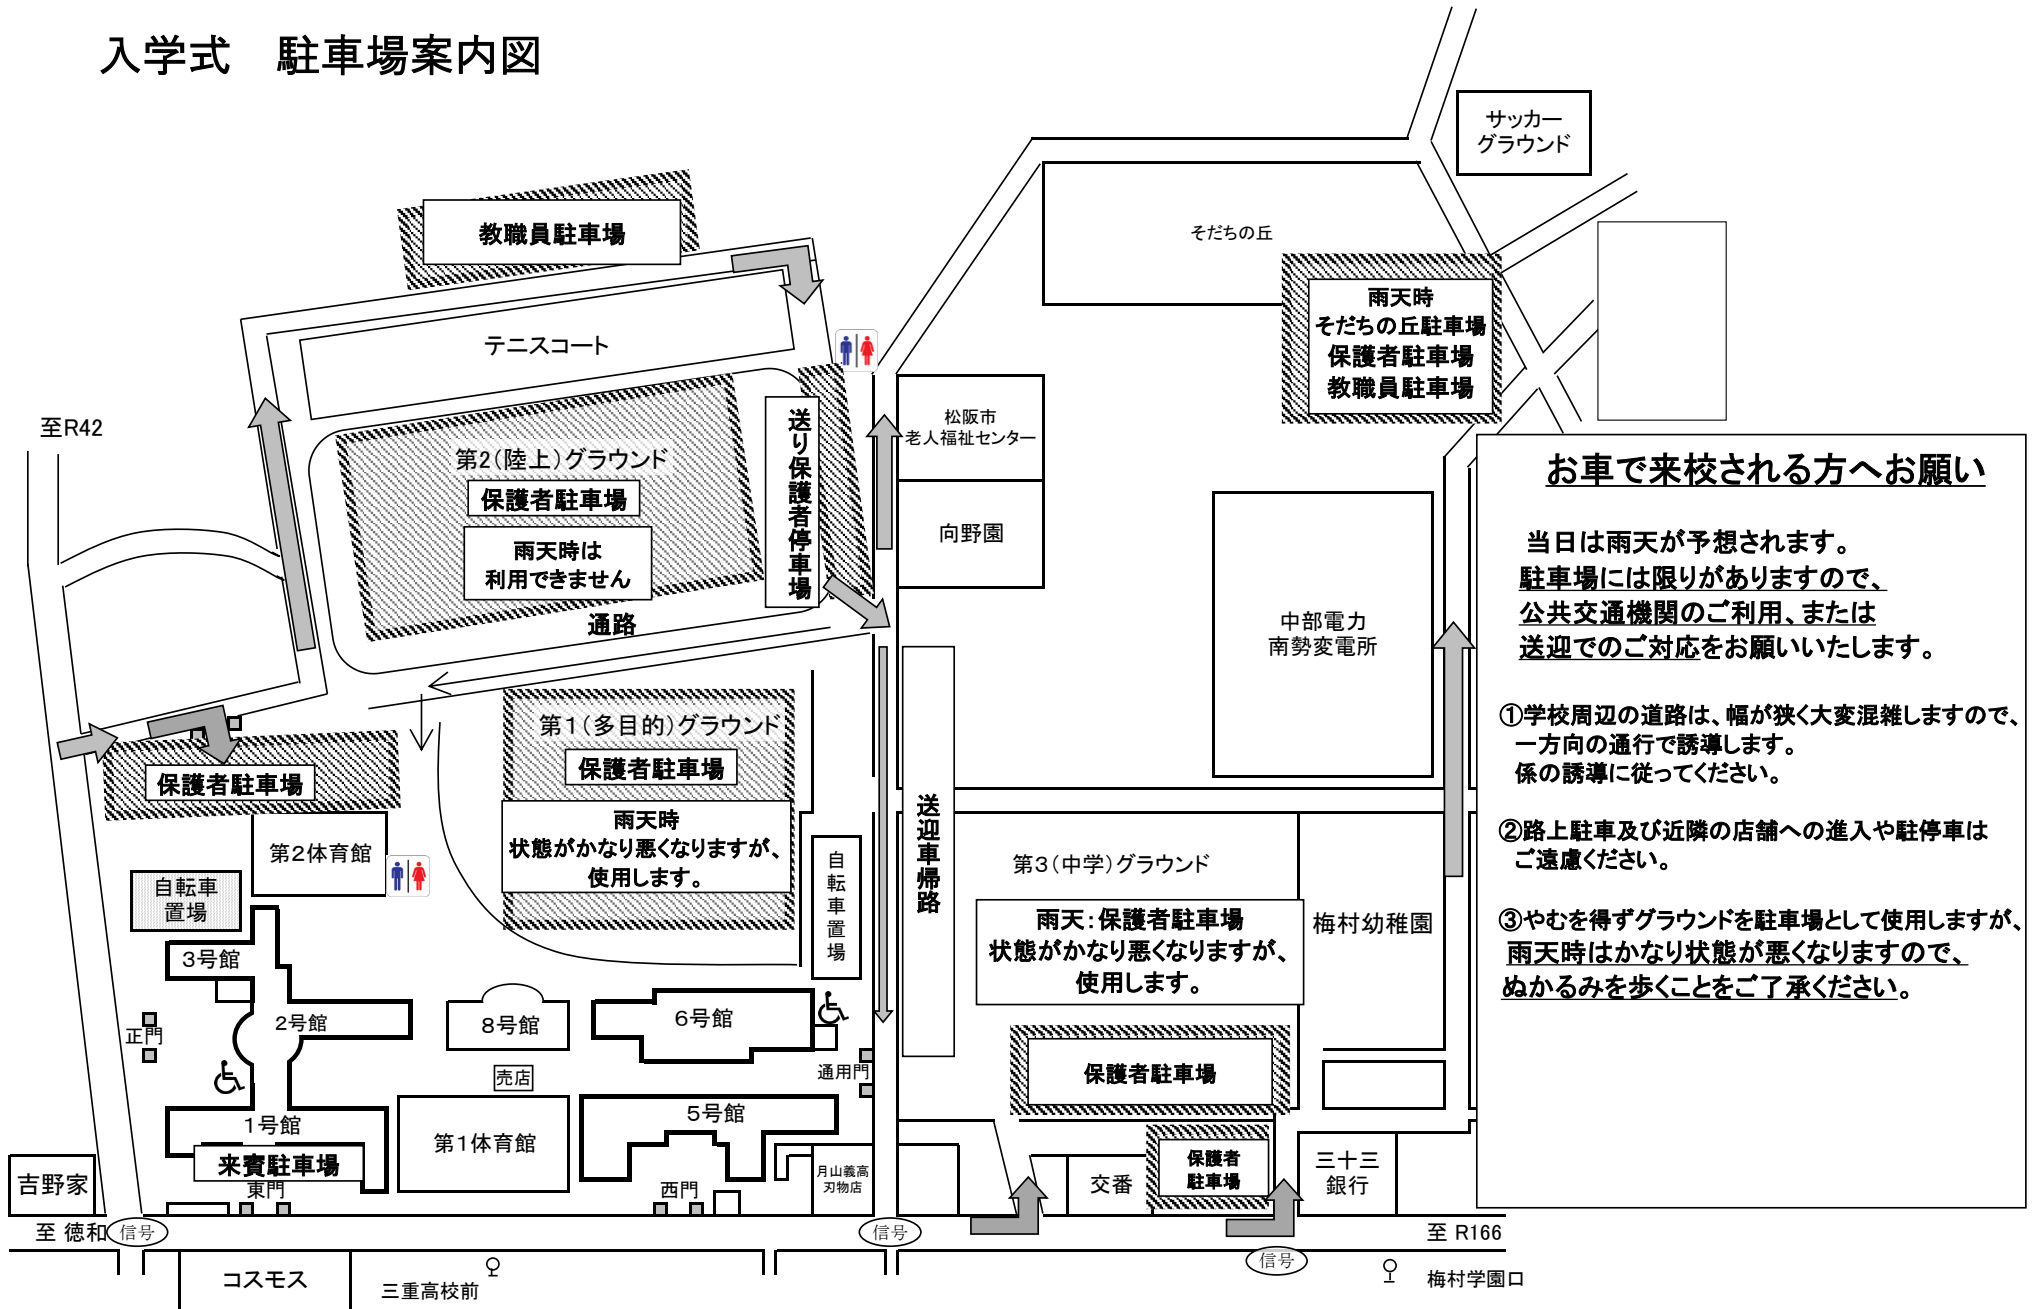 入学式　駐車場案内図
サッカー
グラウンド
教職員駐車場
そだちの丘
雨天時
そだちの丘駐車場
保護者駐車場
教職員駐車場
テニスコート
至R42
松阪市
老人福祉センター
送り保護者停車場
第2(陸上)グラウンド
保護者駐車場
雨天時は
利用できません
向野園
通路
中部電力
南勢変電所
お車で来校される方へお願い
当日は雨天が予想されます。
駐車場には限りがありますので、
公共交通機関のご利用、または
送迎でのご対応をお願いいたします。
①学校周辺の道路は、幅が狭く大変混雑しますので、
一方向の通行で誘導します。
係の誘導に従ってください。
②路上駐車及び近隣の店舗への進入や駐停車は
ご遠慮ください。
③やむを得ずグラウンドを駐車場として使用しますが、
雨天時はかなり状態が悪くなりますので、
ぬかるみを歩くことをご了承ください。
第1(多目的)グラウンド
保護者駐車場
雨天時
状態がかなり悪くなりますが、
使用します。
保護者駐車場
送迎車帰路
第2体育館
自転車
置場
自転車置場
第3(中学)グラウンド
雨天:保護者駐車場
状態がかなり悪くなりますが、
使用します。
梅村幼稚園
3号館
2号館
8号館
6号館
正門
売店
通用門
保護者駐車場
1号館
第1体育館
5号館
来賓駐車場
東門
西門
月山義高
刃物店
吉野家
交番
保護者
駐車場
三十三
銀行
至 徳和
信号
信号
信号
至 R166
コスモス
三重高校前
梅村学園口